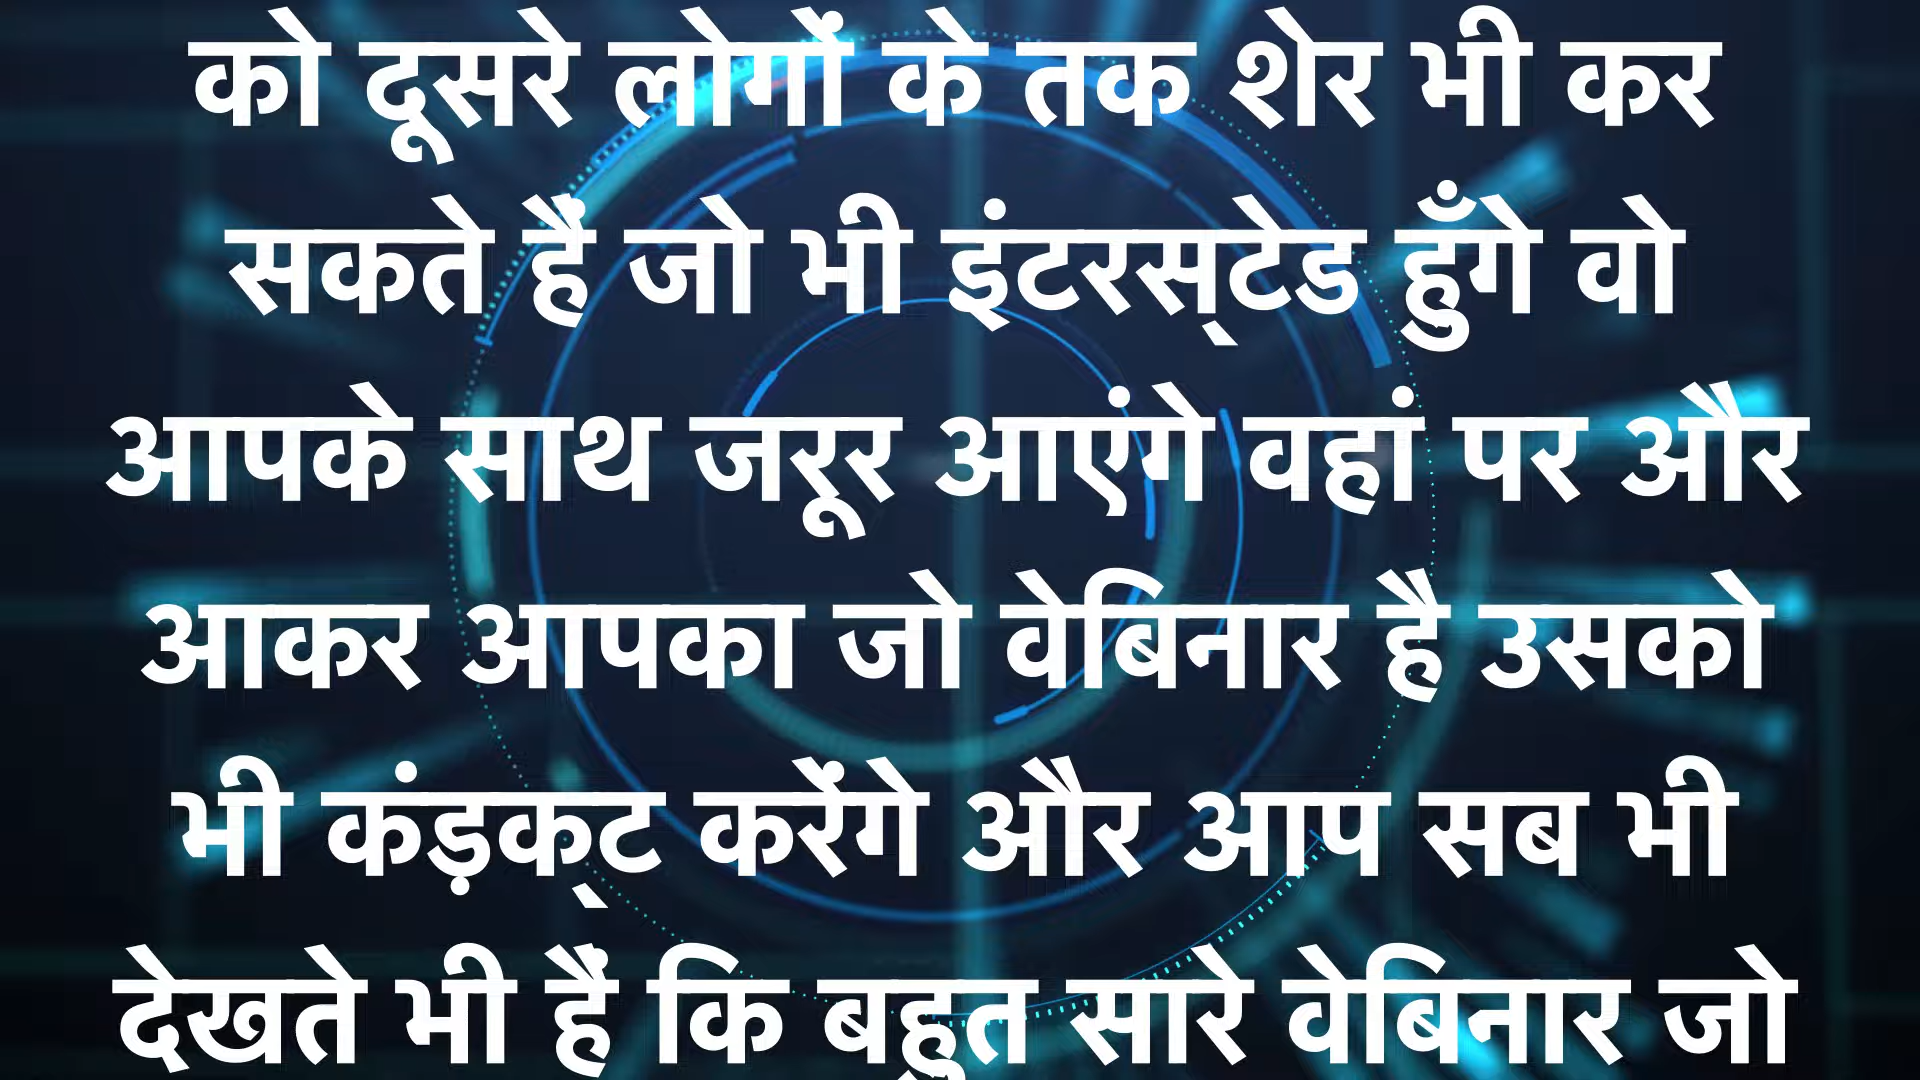 को दूसरे लोगों के तक शेर भी कर
सकते हैं जो भी इंटरस्‌टेड हुँगे वो
आपके साथ जरूर आएंगे वहां पर और
आकर आपका जो वेबिनार है उसको
भी कंड़क्‌ट करेंगे और आप सब भी
देखते भी हैं कि बहुत सारे वेबिनार जो